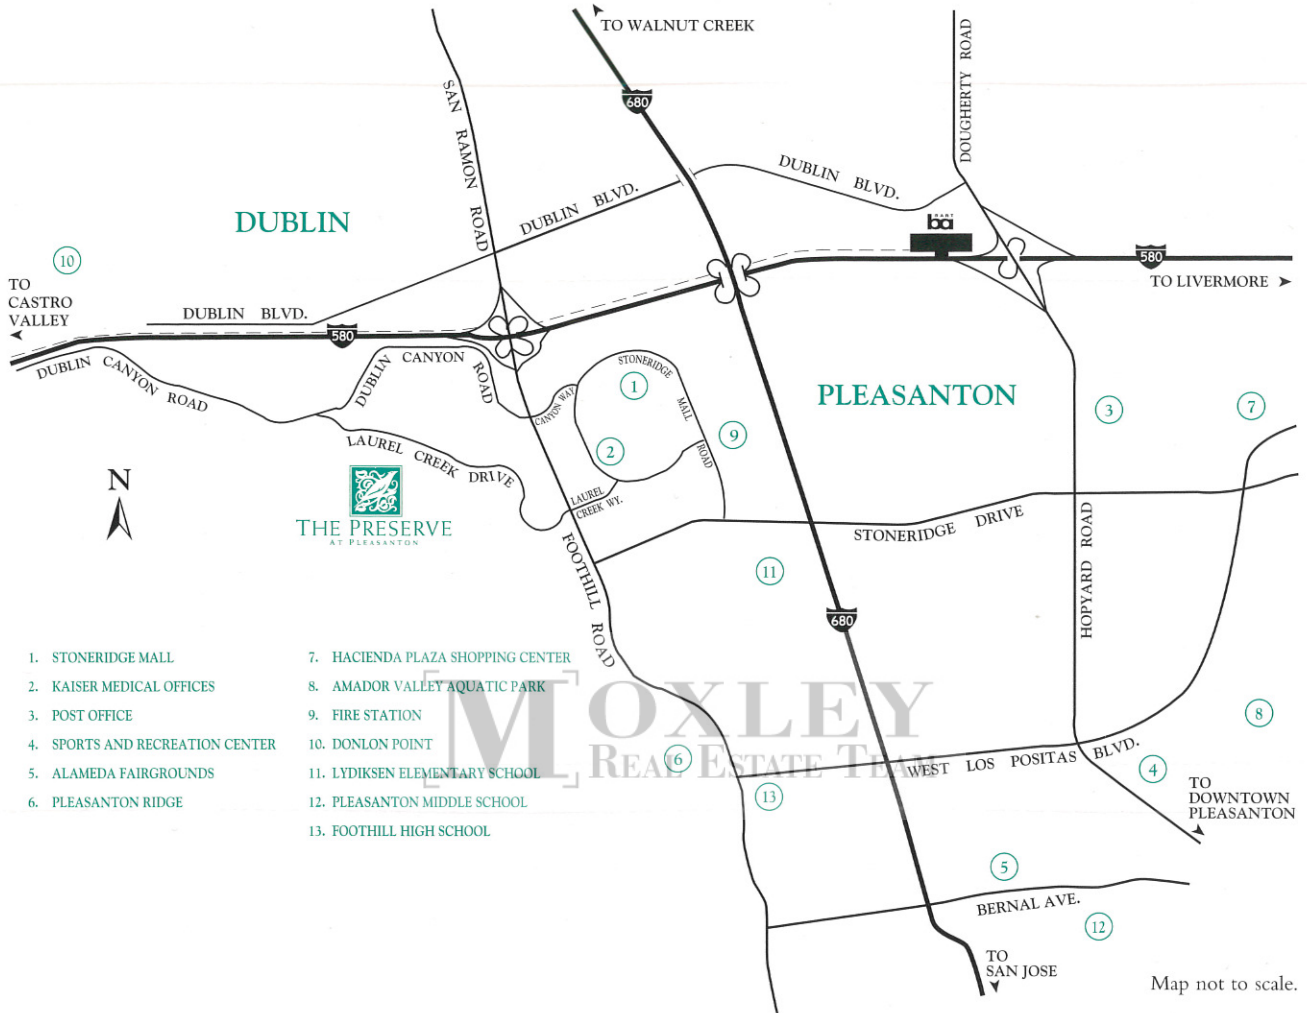 TO WALNUT CREEK
680
SAN RAMON ROAD
DOUGHERTY ROAD
DUBLIN BLVD.
DUBLIN BLVD.
DUBLIN
10
TO
CASTRO
VALLEY
DUBLIN BLVD.
580
BART
ba
580
TO LIVERMORE
DUBLIN CANYON ROAD
DUBLIN CANYON ROAD
CANYON WAY
STONERIDGE MALL ROAD
1
2
9
PLEASANTON
3
7
LAUREL CREEK DRIVE
LAUREL
CREEK WY.
N
THE PRESERVE
AT PLEASANTON
FOOTHILL ROAD
STONERIDGE DRIVE
HOPYARD ROAD
11
680
1. STONERIDGE MALL
2. KAISER MEDICAL OFFICES
3. POST OFFICE
4. SPORTS AND RECREATION CENTER
5. ALAMEDA FAIRGROUNDS
6. PLEASANTON RIDGE
7. HACIENDA PLAZA SHOPPING CENTER
8. AMADOR VALLEY AQUATIC PARK
9. FIRE STATION
10. DONLON POINT
11. LYDIKSEN ELEMENTARY SCHOOL
12. PLEASANTON MIDDLE SCHOOL
13. FOOTHILL HIGH SCHOOL
MOXLEY
REAL ESTATE TEAM
6
13
WEST LOS POSITAS BLVD.
8
4
TO
DOWNTOWN
PLEASANTON
5
BERNAL AVE.
12
TO
SAN JOSE
Map not to scale.